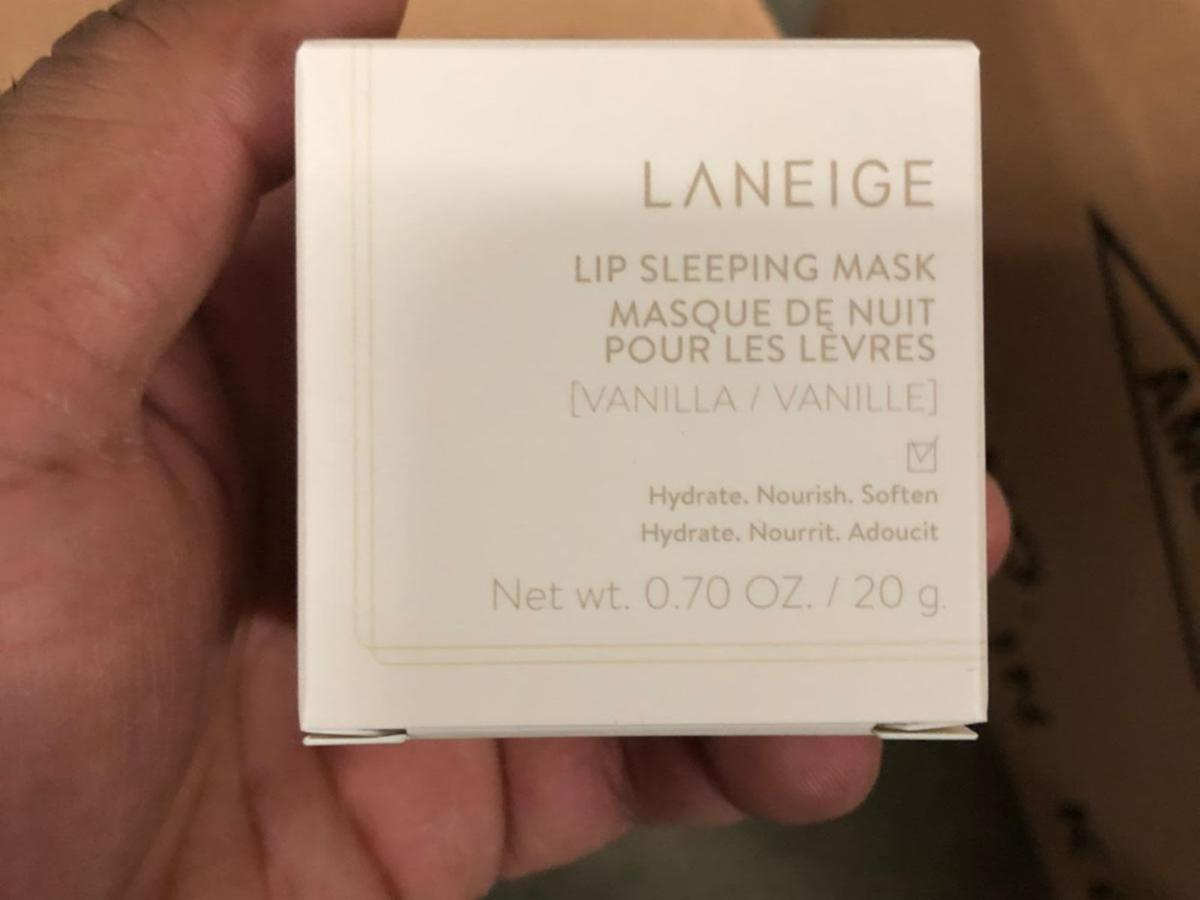 LANEIGE
LIP SLEEPING MASK
MASQUE DE NUIT
POUR LES LÈVRES
[VANILLA / VANILLE]
Hydrate. Nourish. Soften
Hydrate. Nourrit. Adoucit
Net wt. 0.70 OZ. / 20 g.